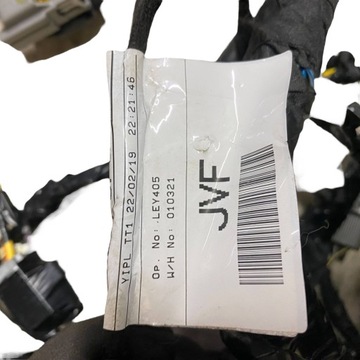 YIPL TT1 22/02/19 22:21:46
Op. No: LEY405
W/H No: 010321
JVF